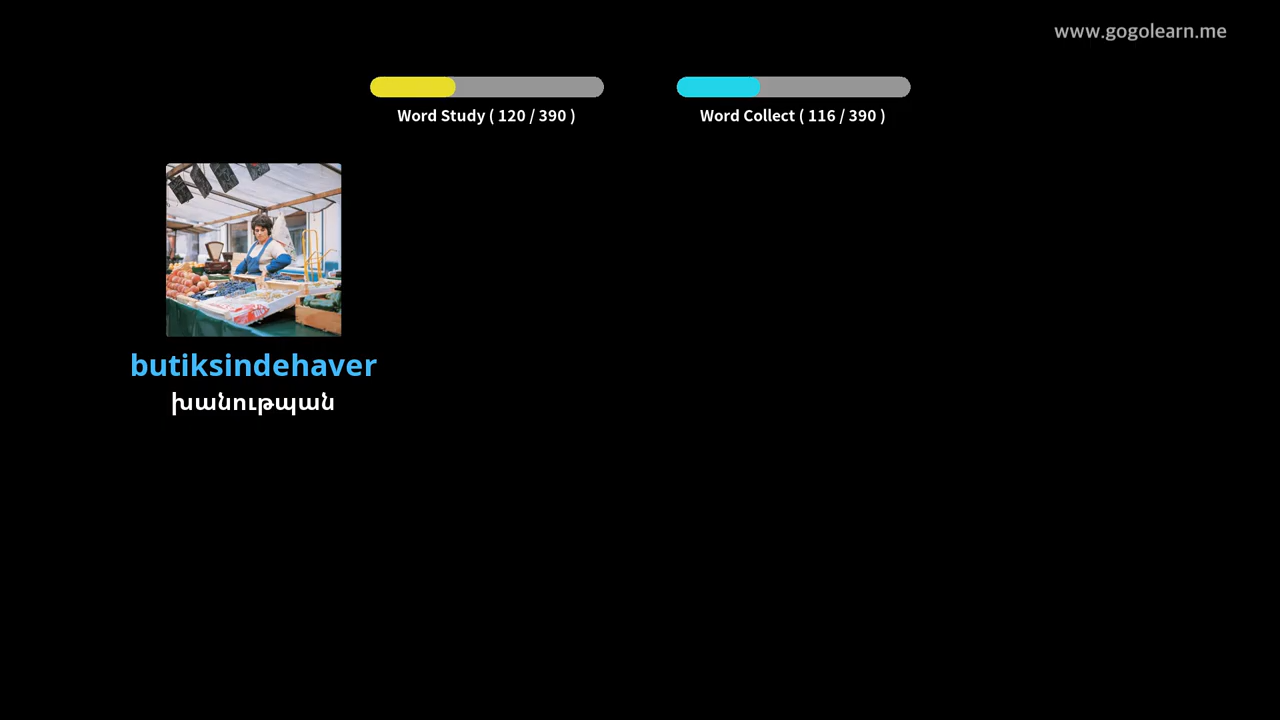 www.gogolearn.me
Word Study ( 120 / 390 )
Word Collect ( 116 / 390 )
butiksindehaver
խանութպան